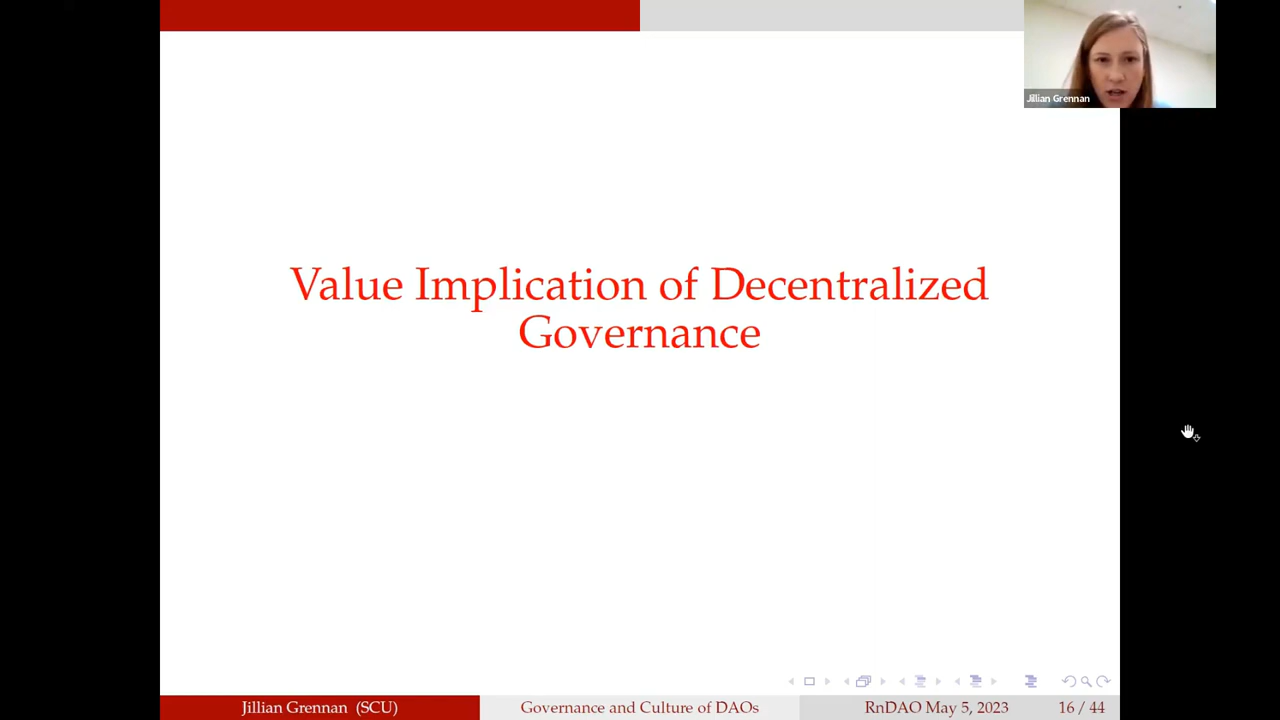 Jillian Grennan
Value Implication of Decentralized
Governance
Jillian Grennan (SCU)
Governance and Culture of DAOs
RnDAO May 5, 2023
16 / 44